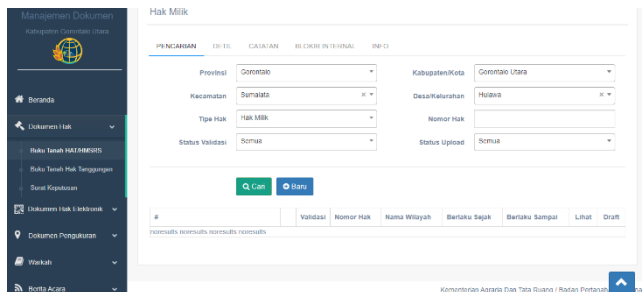 Manajemen Dokumen
Kabupaten Gorontalo Utara
Beranda
Dokumen Hak
Buku Tanah HAT/HMSRS
Buku Tanah Hak Tanggungan
Surat Keputusan
Dokumen Hak Elektronik
Dokumen Pengukuran
Warkah
Berita Acara
Hak Milik
PENCARIAN DETIL CATATAN BLOKIR INTERNAL INFO
Provinsi Gorontalo Kabupaten/Kota Gorontalo Utara
Kecamatan Sumalata Desa/Kelurahan Hulawa
Tipe Hak Hak Milik Nomor Hak
Status Validasi Semua Status Upload Semua
Cari Baru
# Validasi Nomor Hak Nama Wilayah Berlaku Sejak Berlaku Sampai Lihat Draft
noresults noresults noresults noresults
Kementerian Agraria Dan Tata Ruang / Badan